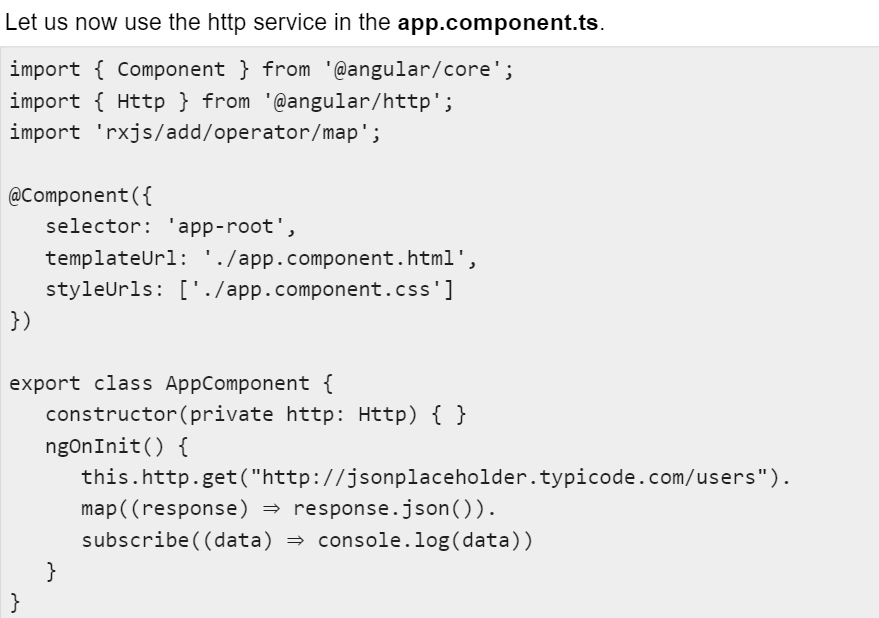 Let us now use the http service in the app.component.ts.
import { Component } from '@angular/core';
import { Http } from '@angular/http';
import 'rxjs/add/operator/map';
@Component({
   selector: 'app-root',
   templateUrl: './app.component.html',
   styleUrls: ['./app.component.css']
})
export class AppComponent {
   constructor(private http: Http) { }
   ngOnInit() {
      this.http.get("http://jsonplaceholder.typicode.com/users").
      map((response) ⇒ response.json()).
      subscribe((data) ⇒ console.log(data))
   }
}